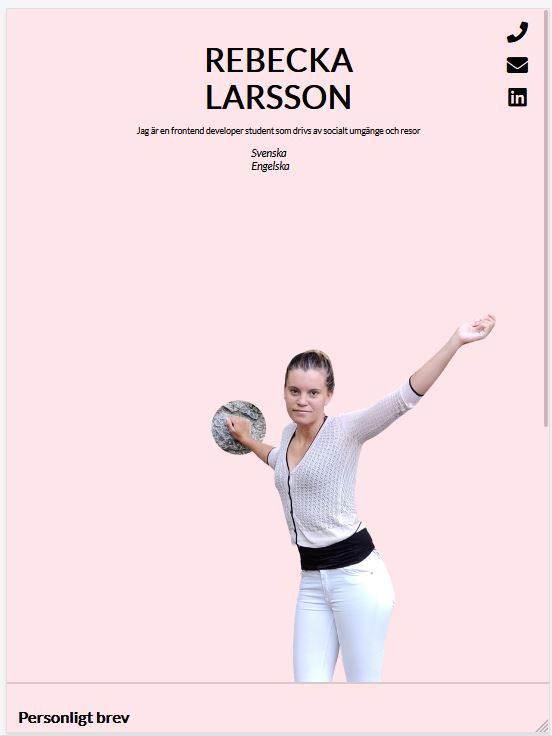 REBECKA
LARSSON
Jag är en frontend developer student som drivs av socialt umgänge och resor
Svenska
Engelska
Personligt brev